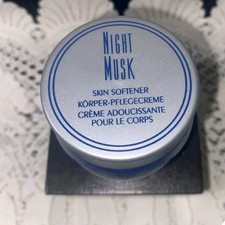 NIGHT
MUSK
SKIN SOFTENER
KÖRPER-PFLEGECREME
CRÈME ADOUCISSANTE
POUR LE CORPS